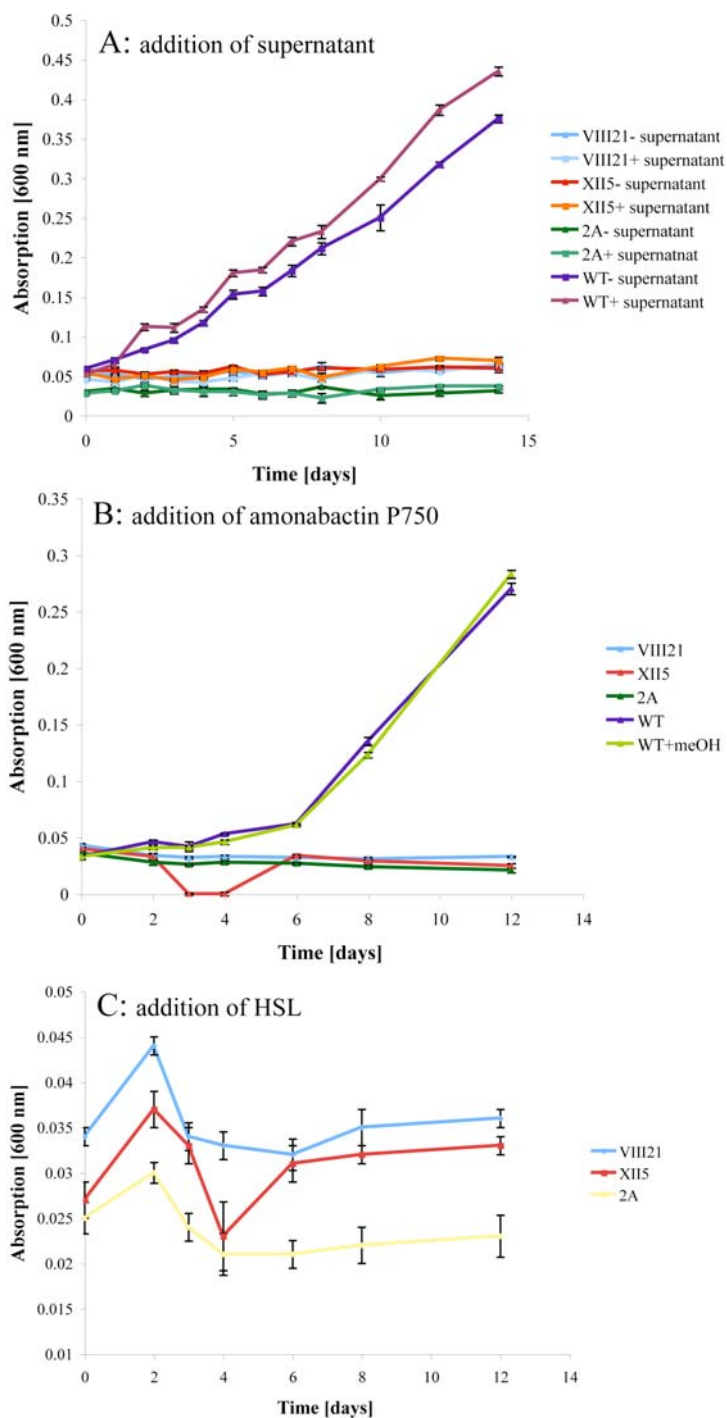 A: addition of supernatant
0.5
0.45
0.4
0.35
0.3
0.25
0.2
0.15
0.1
0.05
0
Absorption [600 nm]
0 5 10 15
Time [days]
VIII21- supernatant
VIII21+ supernatant
XII5- supernatant
XII5+ supernatant
2A- supernatant
2A+ supernatnat
WT- supernatant
WT+ supernatant
B: addition of amonabactin P750
0.35
0.3
0.25
0.2
0.15
0.1
0.05
0
Absorption [600 nm]
0 2 4 6 8 10 12 14
Time [days]
VIII21
XII5
2A
WT
WT+meOH
C: addition of HSL
0.05
0.045
0.04
0.035
0.03
0.025
0.02
0.015
0.01
Absorption [600 nm]
0 2 4 6 8 10 12 14
Time [days]
VIII21
XII5
2A